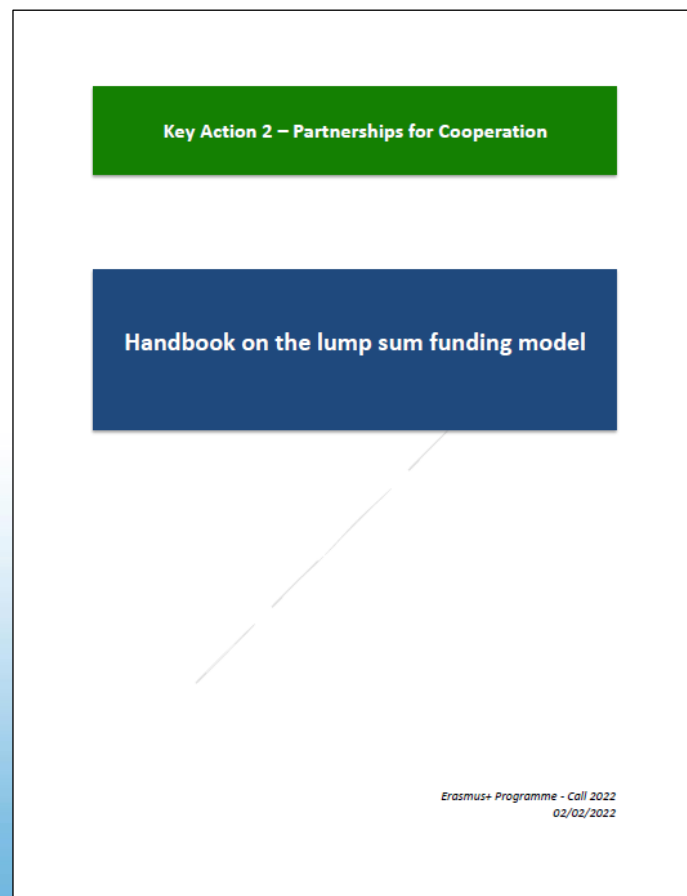 Key Action 2 – Partnerships for Cooperation
Handbook on the lump sum funding model
Erasmus+ Programme - Call 2022
02/02/2022